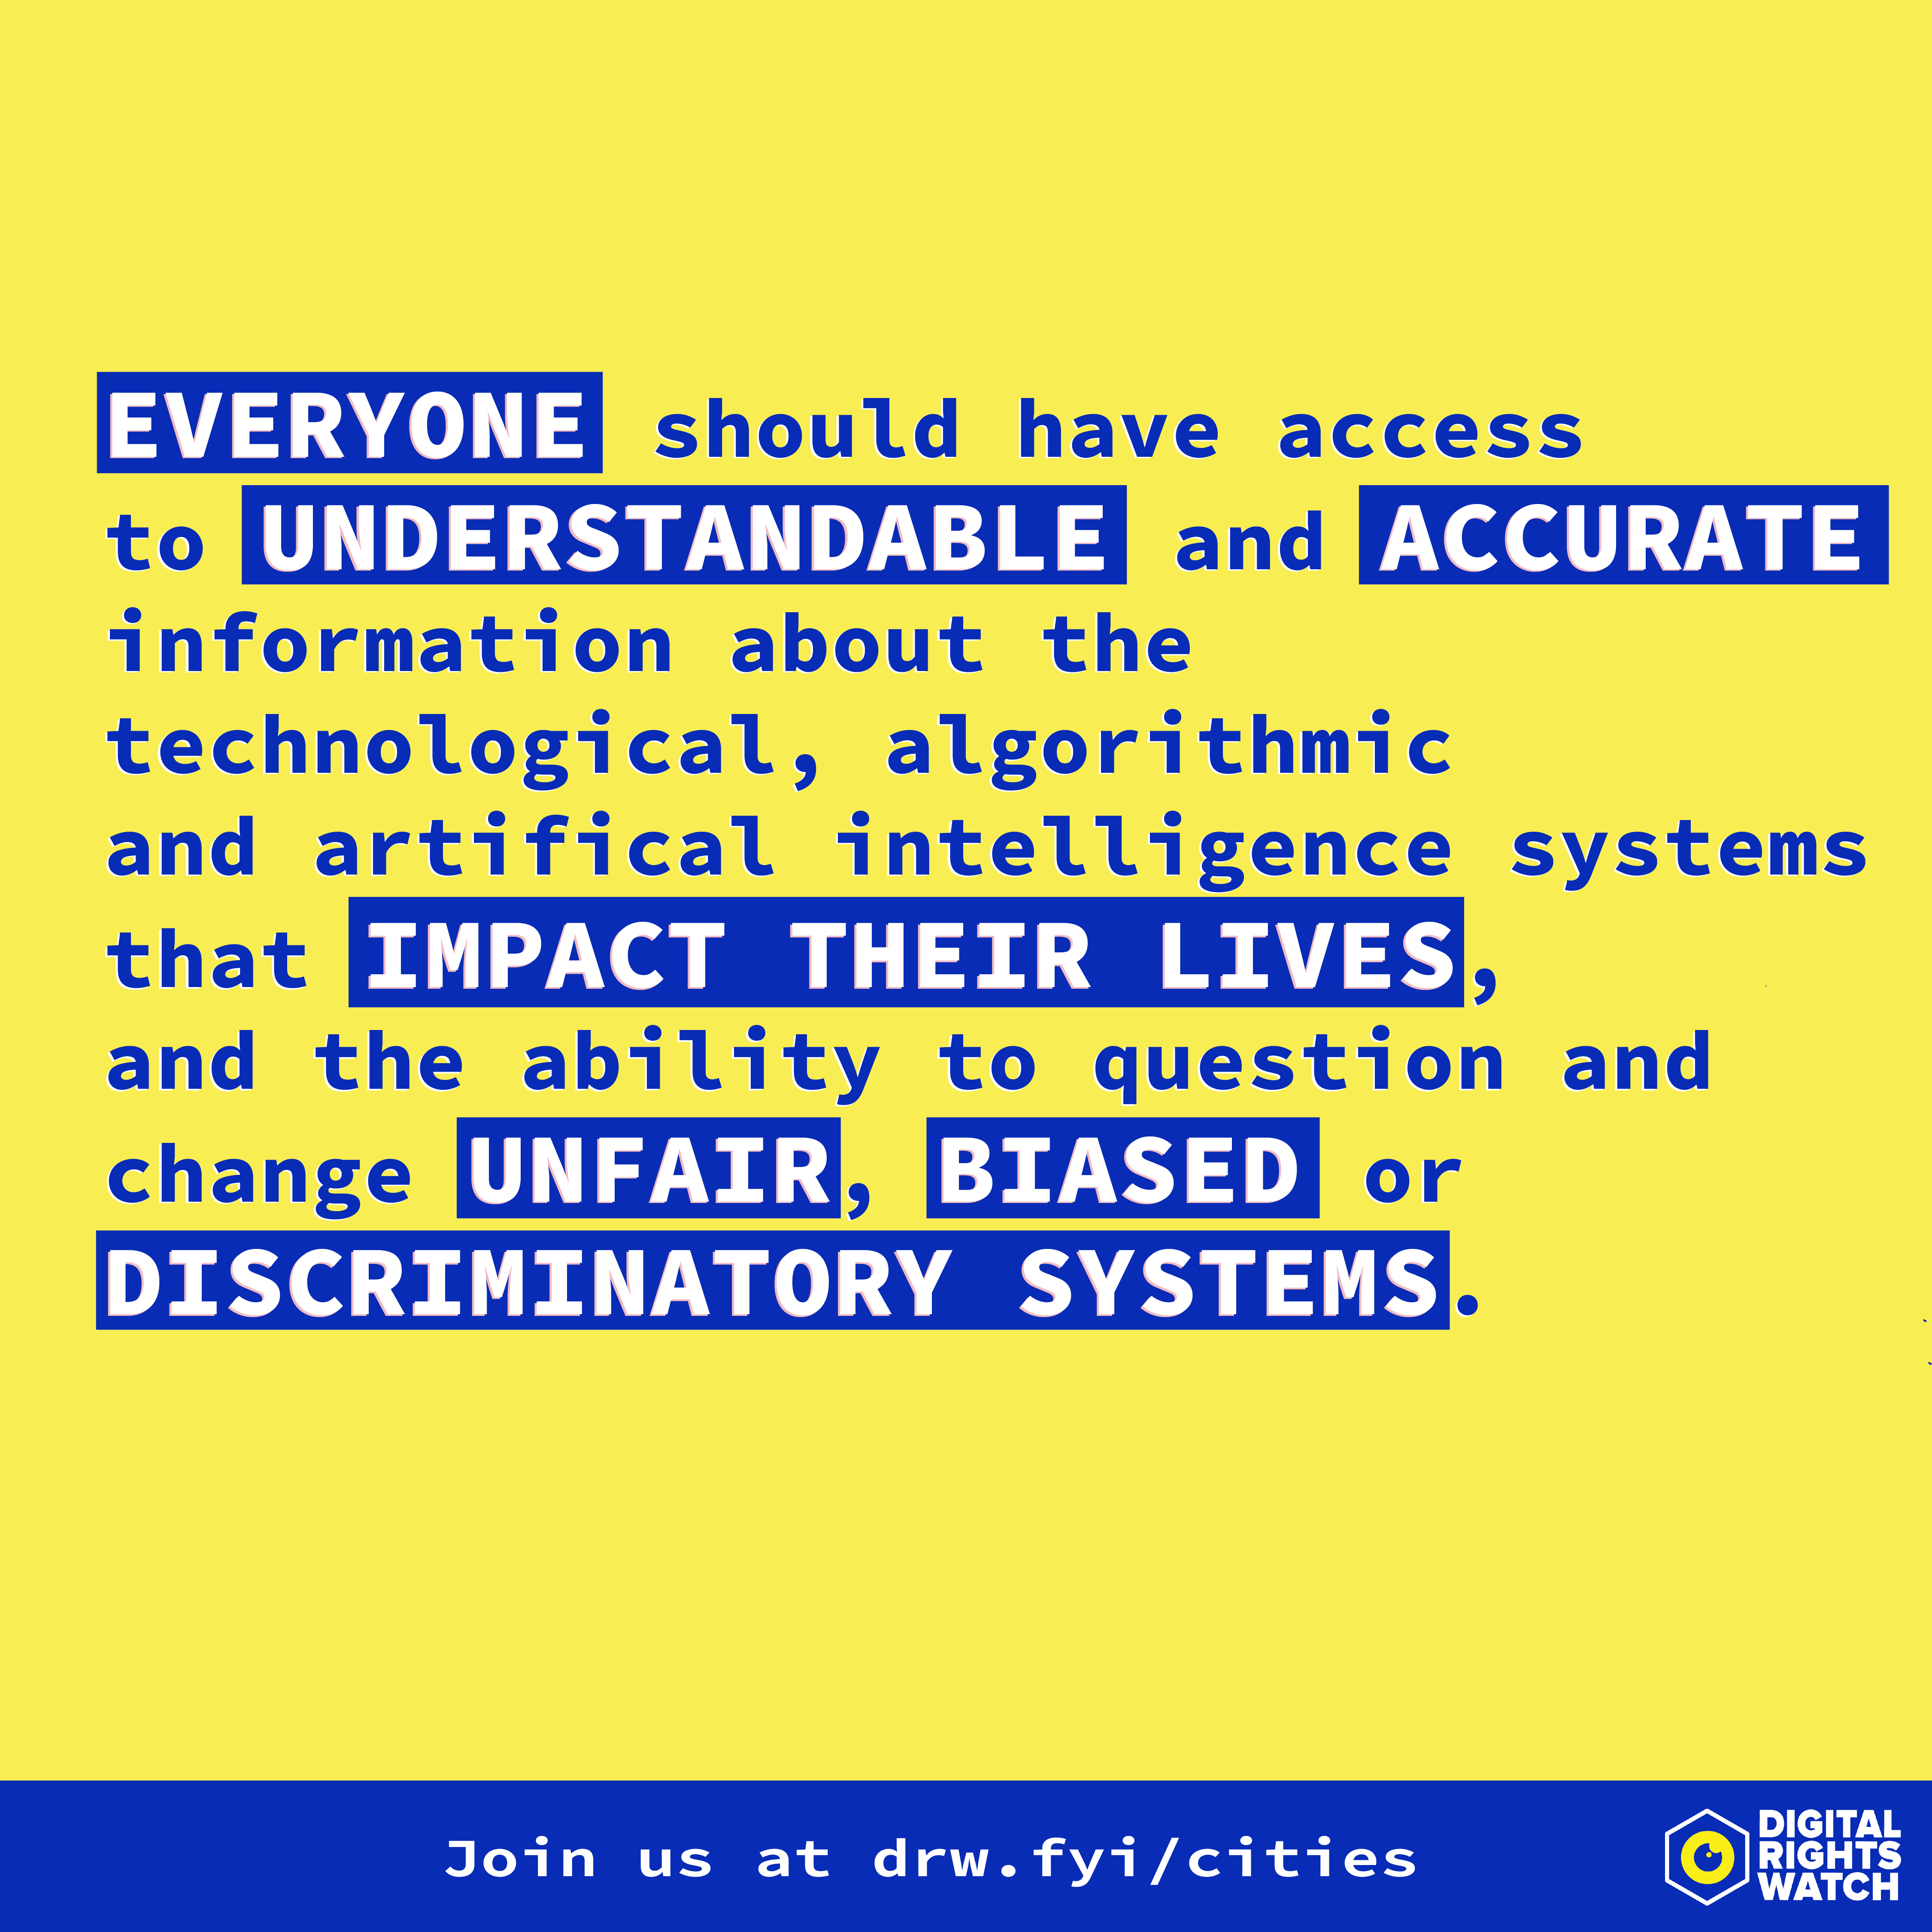 EVERYONE should have access
to UNDERSTANDABLE and ACCURATE
information about the
technological, algorithmic
and artifical intelligence systems
that IMPACT THEIR LIVES,
and the ability to question and
change UNFAIR, BIASED or
DISCRIMINATORY SYSTEMS.
Join us at drw.fyi/cities
DIGITAL
RIGHTS
WATCH